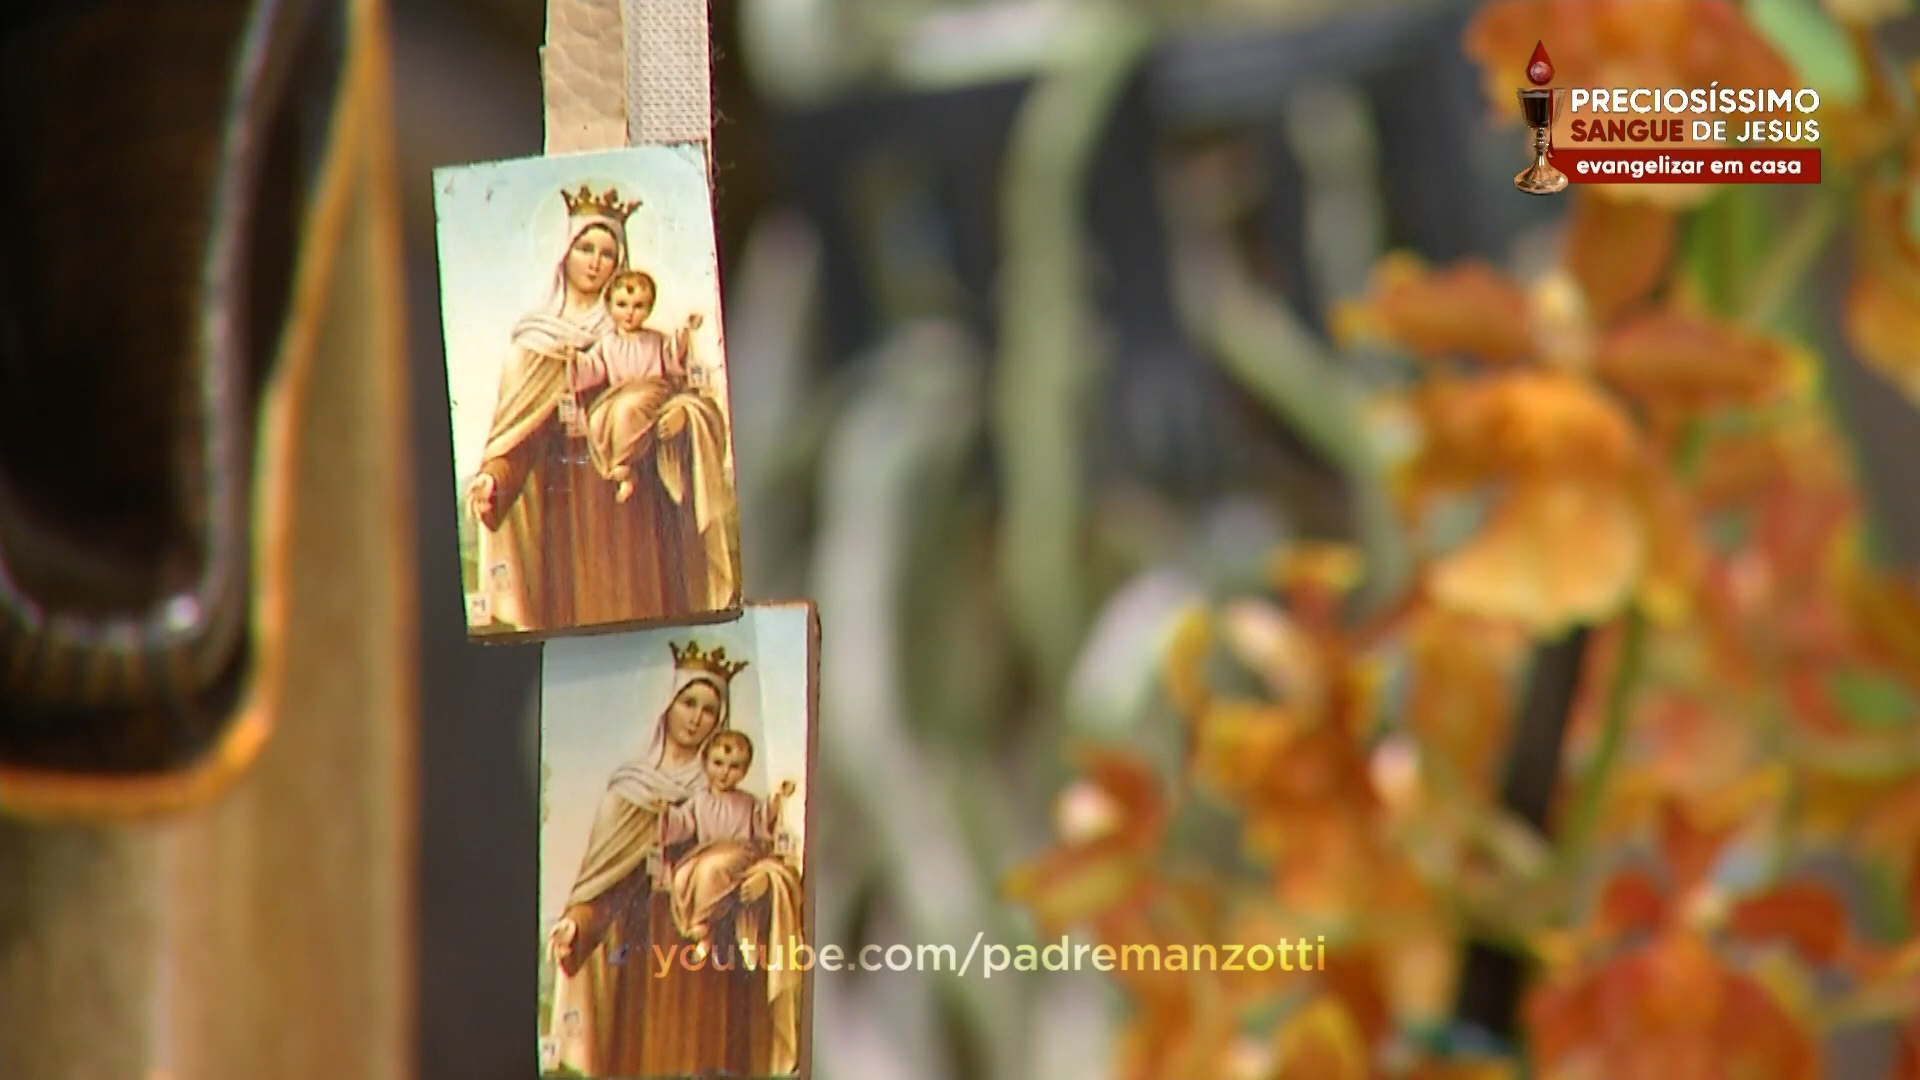 PRECIOSÍSSIMO
SANGUE DE JESUS
evangelizar em casa
youtube.com/padremanzotti